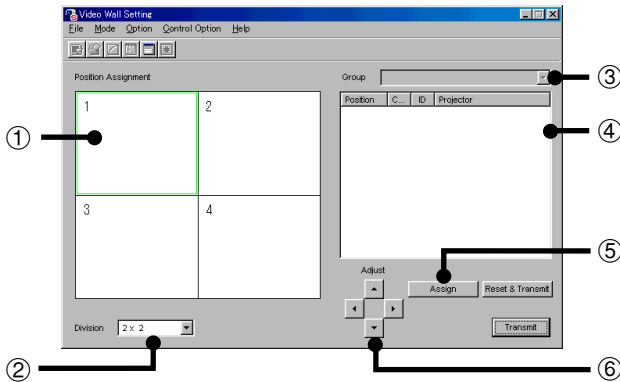 Video Wall Setting
File Mode Option Control Option Help
Position Assignment
Group
1
2
3
4
Position C... ID Projector
Adjust
Assign
Reset & Transmit
Division 2 x 2
Transmit
①
②
③
④
⑤
⑥